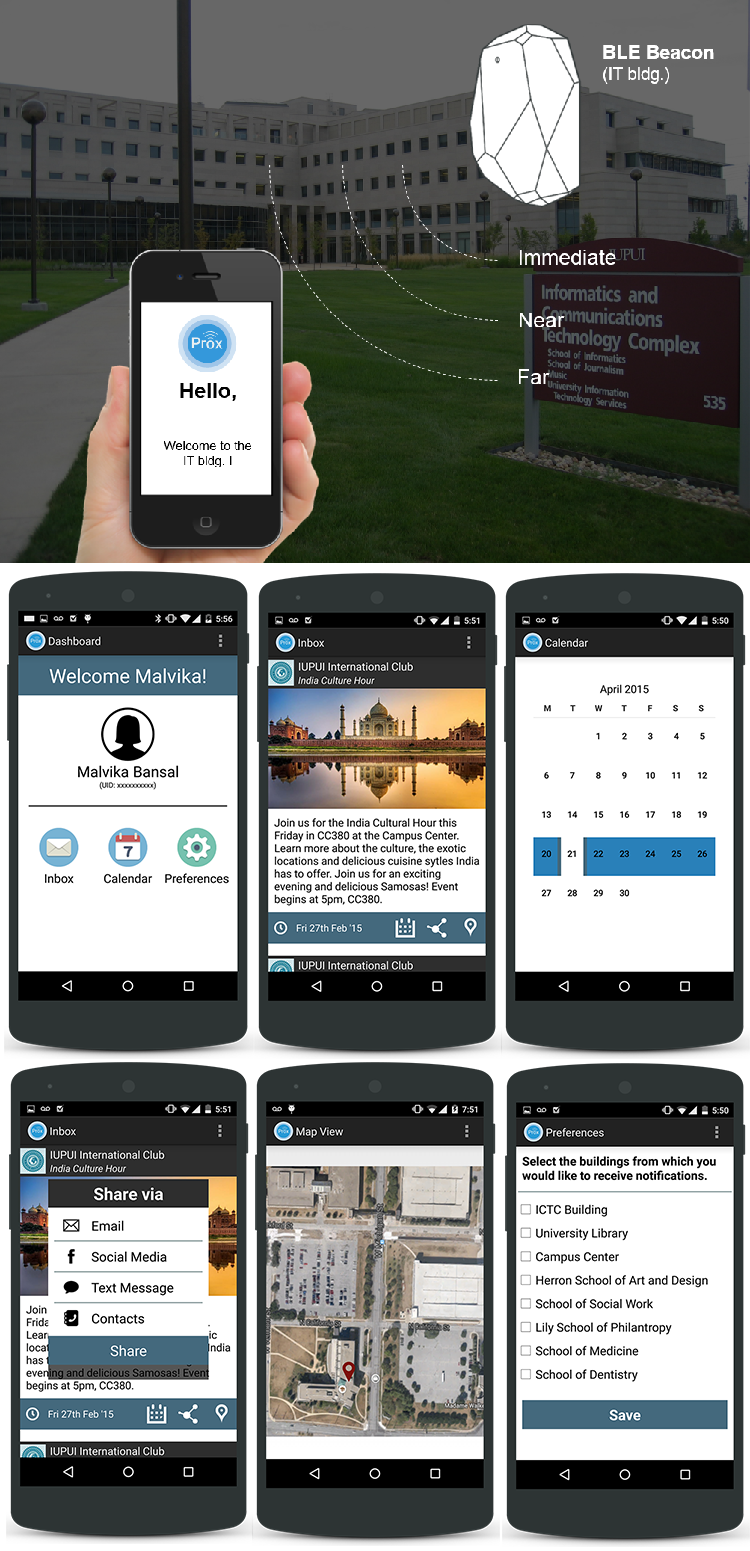 BLE Beacon
(IT bldg.)
Immediate
Near
Far
IUPUI
Informatics and
Communications
Technology Complex
School of Informatics
School of Journalism
Music
University Information
Technology Services
535
Prox
Hello,
Welcome to the
IT bldg. !
5:56
Prox Dashboard
Welcome Malvika!
Malvika Bansal
(UID: xxxxxxxxxx)
7
Inbox Calendar Preferences
5:51
Prox Inbox
IUPUI International Club
India Culture Hour
Join us for the India Cultural Hour this
Friday in CC380 at the Campus Center.
Learn more about the culture, the exotic
locations and delicious cuisine sytles India
has to offer. Join us for an exciting
evening and delicious Samosas! Event
begins at 5pm, CC380.
Fri 27th Feb '15
IUPUI International Club
5:50
Prox Calendar
April 2015
M T W T F S S
1 2 3 4 5
6 7 8 9 10 11 12
13 14 15 16 17 18 19
20 21 22 23 24 25 26
27 28 29 30
5:51
Prox Inbox
IUPUI International Club
India Culture Hour
Share via
Email
Social Media
Text Message
Contacts
Share
Join
Frida
Lear
ic
locat
India
has t
evening and delicious Samosas! Event
begins at 5pm, CC380.
Fri 27th Feb '15
IUPUI International Club
7:51
Prox Map View
Madame Walke
5:50
Prox Preferences
Select the buildings from which you
would like to receive notifications.
ICTC Building
University Library
Campus Center
Herron School of Art and Design
School of Social Work
Lily School of Philantropy
School of Medicine
School of Dentistry
Save